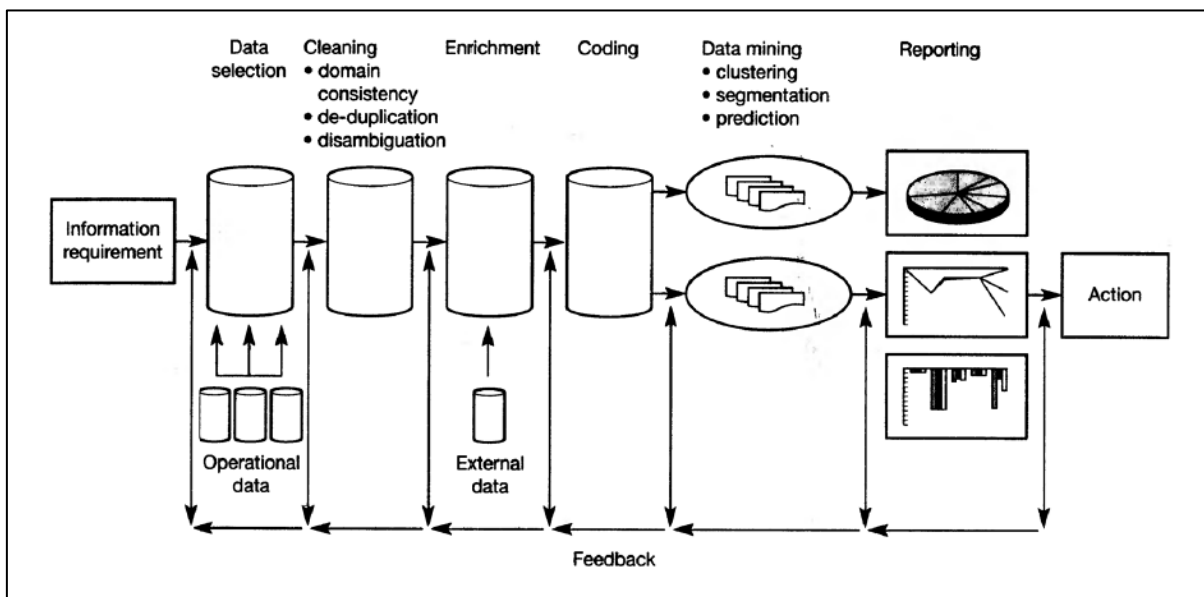 Data
selection
Cleaning
• domain
consistency
• de-duplication
• disambiguation
Enrichment
Coding
Data mining
• clustering
• segmentation
• prediction
Reporting
Information
requirement
Action
Operational
data
External
data
Feedback